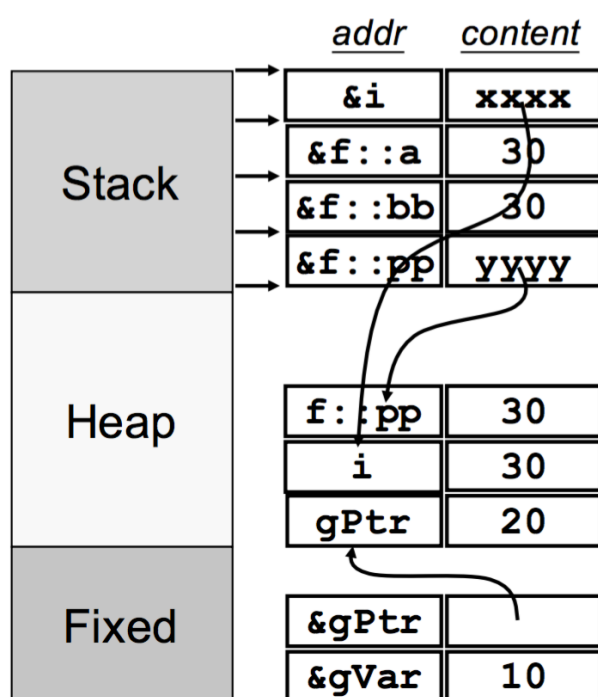 addr content
&i xxxx
&f::a 30
Stack
&f::bb 30
&f::pp yyyy
f::pp 30
Heap
i 30
gPtr 20
Fixed
&gPtr
&gVar 10